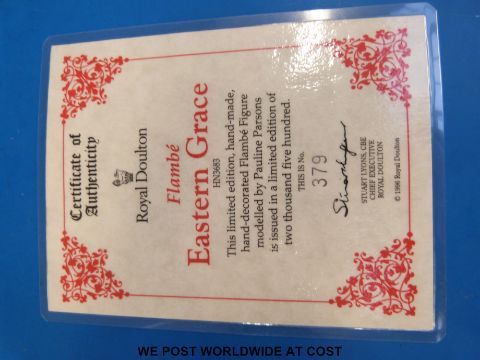 Certificate of
Authenticity
Royal Doulton
Flambé
Eastern Grace
HN3683
This limited edition, hand-made,
hand-decorated Flambé Figure
modelled by Pauline Parsons
is issued in a limited edition of
two thousand five hundred.
THIS IS No.
379
STUART LYONS, CBE
CHIEF EXECUTIVE
ROYAL DOULTON
© 1996 Royal Doulton
WE POST WORLDWIDE AT COST